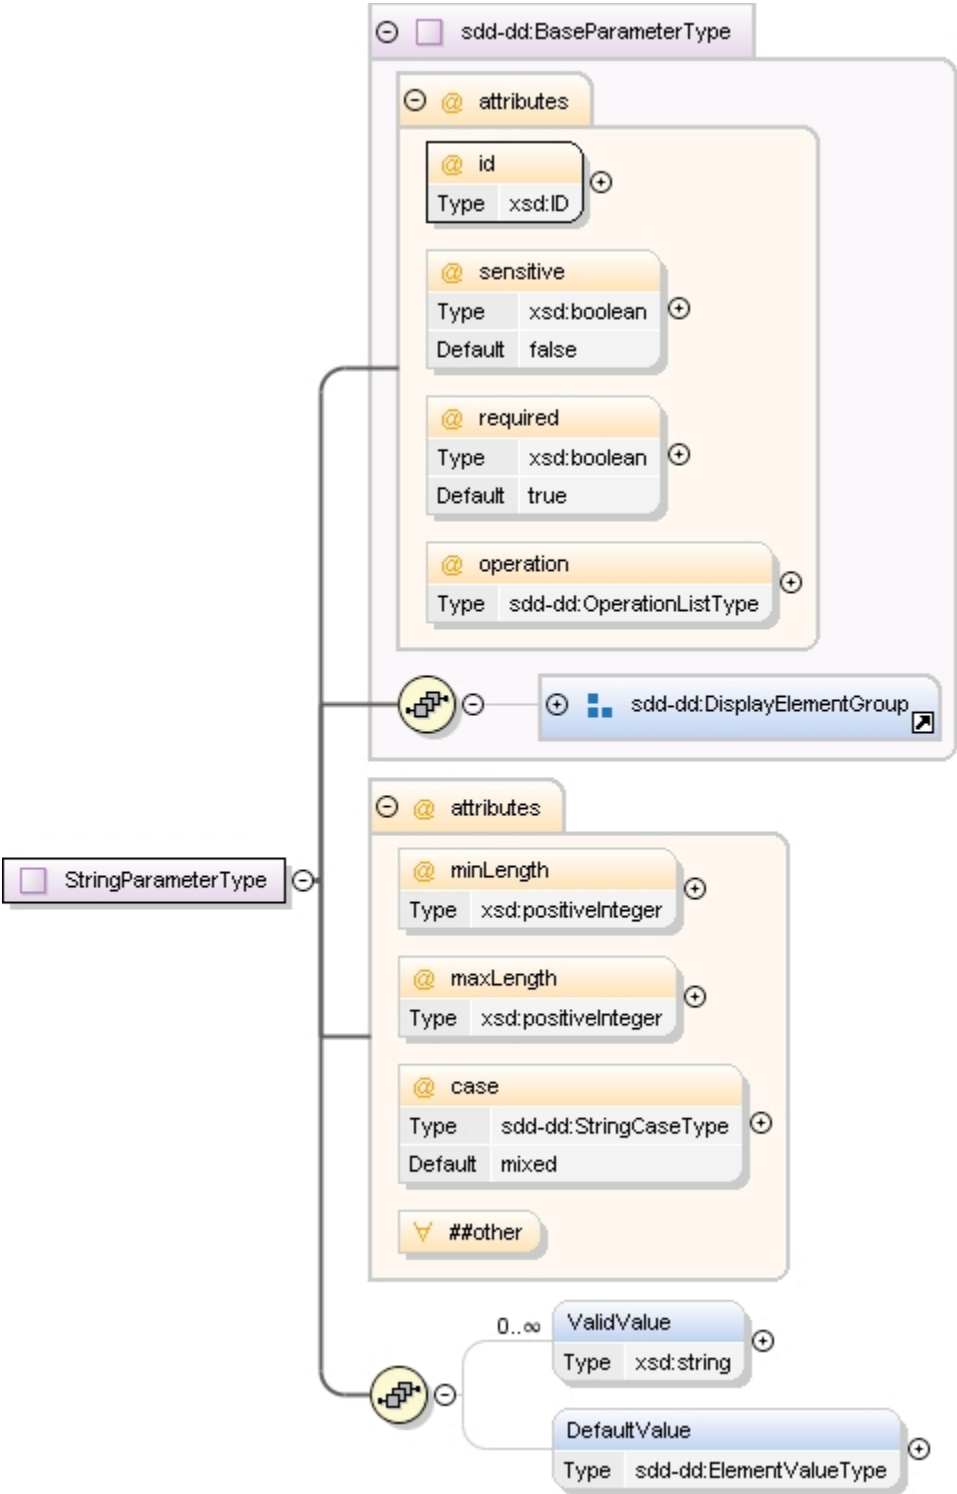 sdd-dd:BaseParameterType
@ attributes
@ id
Type xsd:ID
@ sensitive
Type xsd:boolean
Default false
@ required
Type xsd:boolean
Default true
@ operation
Type sdd-dd:OperationListType
sdd-dd:DisplayElementGroup
@ attributes
@ minLength
Type xsd:positiveInteger
StringParameterType
@ maxLength
Type xsd:positiveInteger
@ case
Type sdd-dd:StringCaseType
Default mixed
∀ ##other
0..∞
ValidValue
Type xsd:string
DefaultValue
Type sdd-dd:ElementValueType